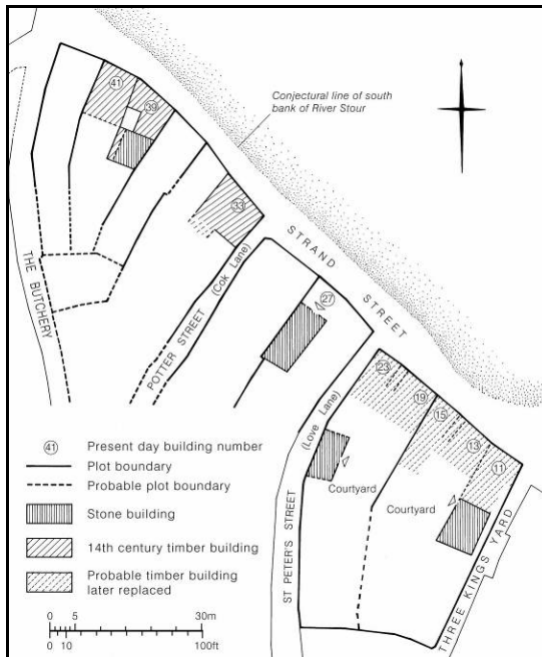 41
39
Conjectural line of south
bank of River Stour
33
STRAND
STREET
THE BUTCHERY
POTTER STREET
(Cok Lane)
27
23
19
15
13
11
ST PETER'S STREET
(Love Lane)
Courtyard
Courtyard
THREE KINGS YARD
41 Present day building number
Plot boundary
Probable plot boundary
Stone building
14th century timber building
Probable timber building
later replaced
0 5 30m
0 10 100ft